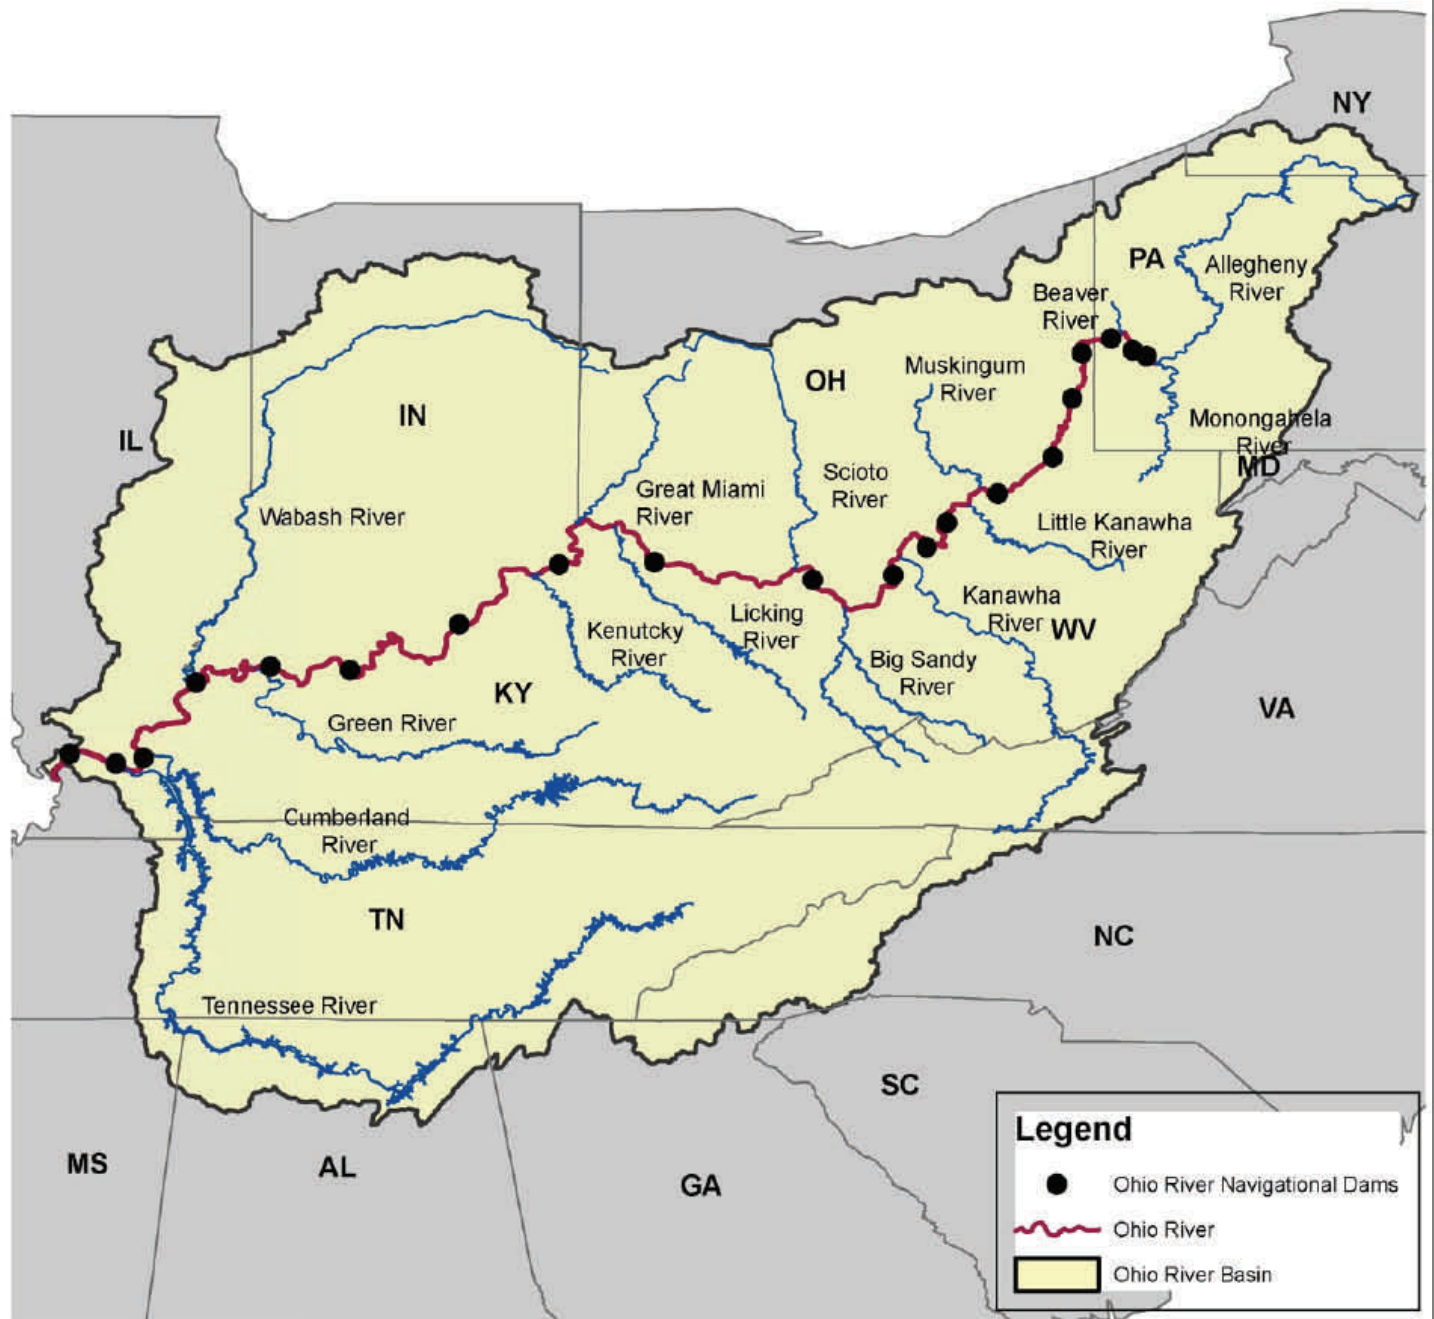 NY
PA
Allegheny
River
Beaver
River
OH
Muskingum
River
IN
IL
Monongahela
River
MD
Scioto
River
Great Miami
River
Wabash River
Little Kanawha
River
Kanawha
River
WV
Licking
River
Kenutcky
River
Big Sandy
River
KY
VA
Green River
Cumberland
River
TN
NC
Tennessee River
SC
MS
AL
GA
Legend
Ohio River Navigational Dams
Ohio River
Ohio River Basin